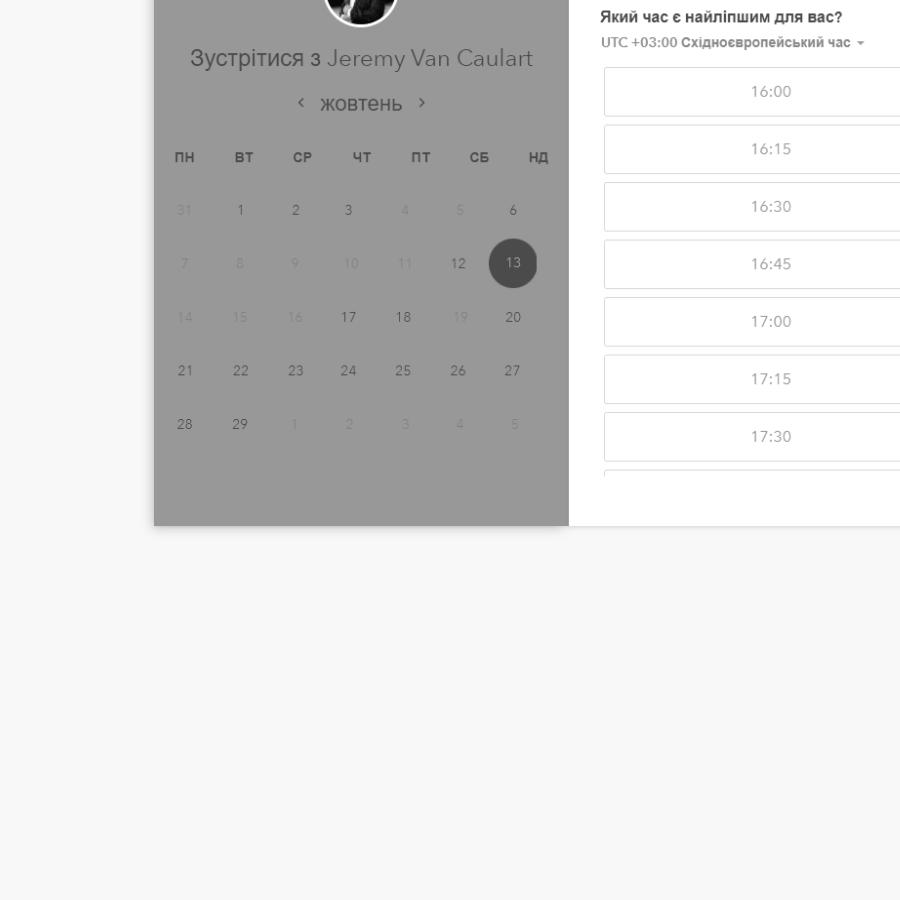 Зустрітися з Jeremy Van Caulart
жовтень
ПН ВТ СР ЧТ ПТ СБ НД
31 1 2 3 4 5 6
7 8 9 10 11 12 13
14 15 16 17 18 19 20
21 22 23 24 25 26 27
28 29 1 2 3 4 5
Який час є найліпшим для вас?
UTC +03:00 Східноєвропейський час
16:00
16:15
16:30
16:45
17:00
17:15
17:30